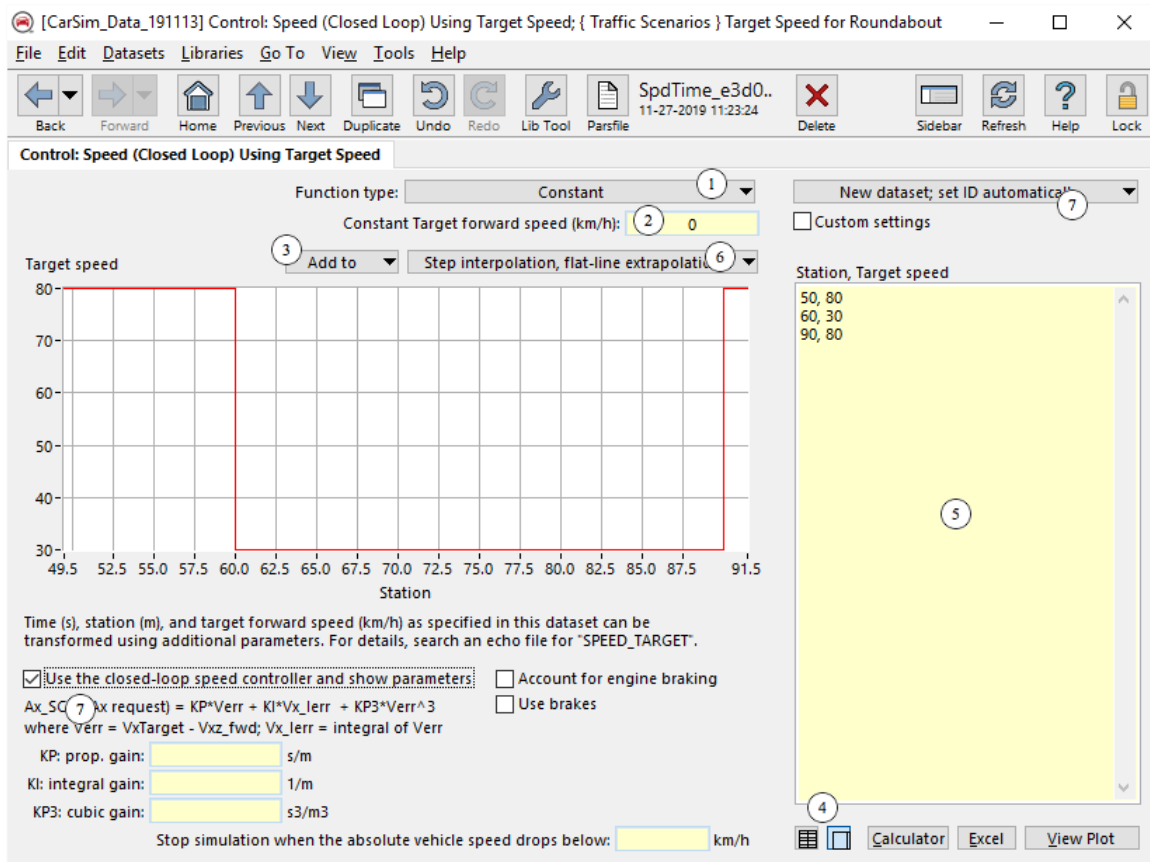 [CarSim_Data_191113] Control: Speed (Closed Loop) Using Target Speed; { Traffic Scenarios } Target Speed for Roundabout
File Edit Datasets Libraries Go To View Tools Help
SpdTime_e3d0..
11-27-2019 11:23:24
Back Forward Home Previous Next Duplicate Undo Redo Lib Tool Parsfile Delete Sidebar Refresh Help Lock
Control: Speed (Closed Loop) Using Target Speed
Function type: Constant 1
New dataset; set ID automatically 7
Constant Target forward speed (km/h): 2 0
Custom settings
3
Target speed Add to Step interpolation, flat-line extrapolation 6
Station, Target speed
50, 80
60, 30
90, 80
5
80
70
60
50
40
30
49.5 52.5 55.0 57.5 60.0 62.5 65.0 67.5 70.0 72.5 75.0 77.5 80.0 82.5 85.0 87.5 91.5
Station
Time (s), station (m), and target forward speed (km/h) as specified in this dataset can be
transformed using additional parameters. For details, search an echo file for "SPEED_TARGET".
Use the closed-loop speed controller and show parameters Account for engine braking
Ax_SC 7 Ax request) = KP*Verr + KI*Vx_Ierr + KP3*Verr^3 Use brakes
where Verr = VxTarget - Vxz_fwd; Vx_Ierr = integral of Verr
KP: prop. gain: s/m
KI: integral gain: 1/m
KP3: cubic gain: s3/m3
4
Stop simulation when the absolute vehicle speed drops below: km/h
Calculator Excel View Plot